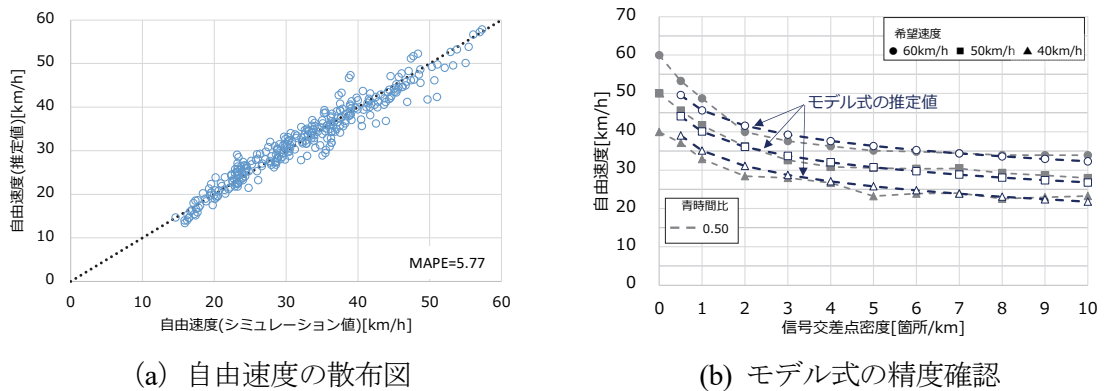 60
50
40
30
20
10
0
0 10 20 30 40 50 60
自由速度(推定値)[km/h]
自由速度(シミュレーション値)[km/h]
MAPE=5.77
(a) 自由速度の散布図
70
60
50
40
30
20
10
0
0 1 2 3 4 5 6 7 8 9 10
自由速度[km/h]
信号交差点密度[箇所/km]
希望速度
60km/h 50km/h 40km/h
モデル式の推定値
青時間比
0.50
(b) モデル式の精度確認